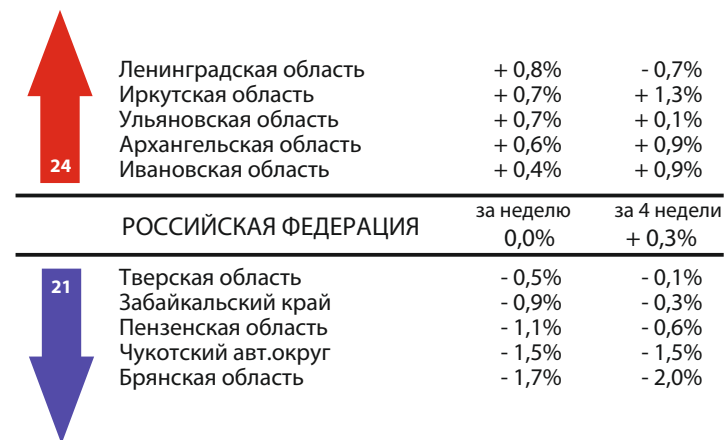 Ленинградская область + 0,8% - 0,7%
Иркутская область + 0,7% + 1,3%
Ульяновская область + 0,7% + 0,1%
Архангельская область + 0,6% + 0,9%
24 Ивановская область + 0,4% + 0,9%
за неделю за 4 недели
РОССИЙСКАЯ ФЕДЕРАЦИЯ 0,0% + 0,3%
21 Тверская область - 0,5% - 0,1%
Забайкальский край - 0,9% - 0,3%
Пензенская область - 1,1% - 0,6%
Чукотский авт.округ - 1,5% - 1,5%
Брянская область - 1,7% - 2,0%